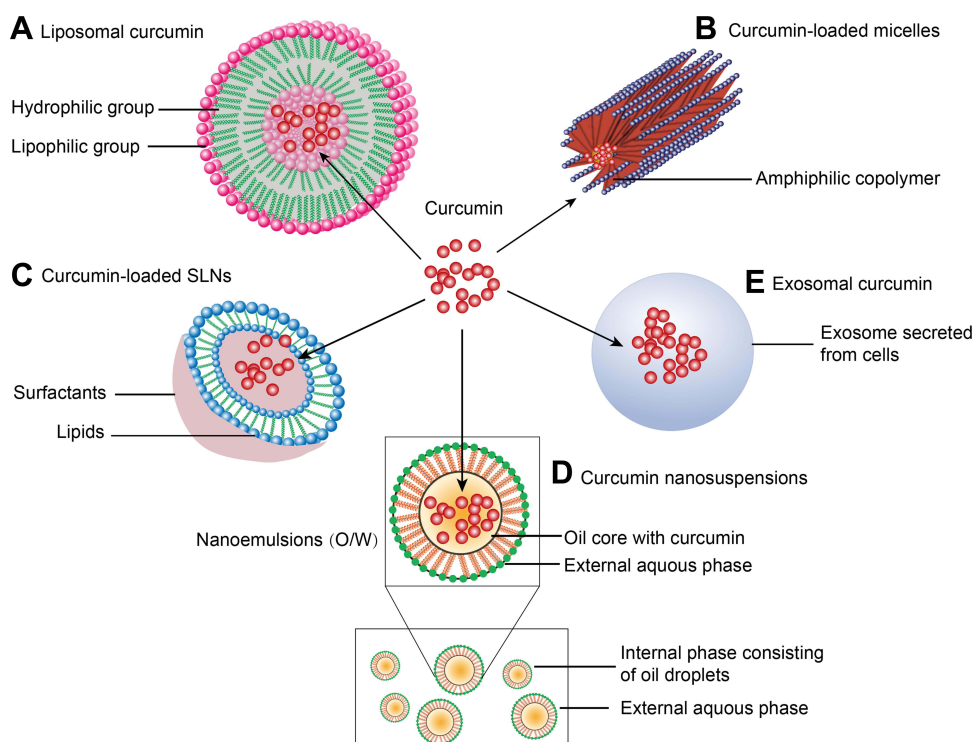 A Liposomal curcumin
Hydrophilic group
Lipophilic group
B Curcumin-loaded micelles
Amphiphilic copolymer
Curcumin
C Curcumin-loaded SLNs
Surfactants
Lipids
E Exosomal curcumin
Exosome secreted
from cells
D Curcumin nanosuspensions
Nanoemulsions (O/W)
Oil core with curcumin
External aquous phase
Internal phase consisting
of oil droplets
External aquous phase